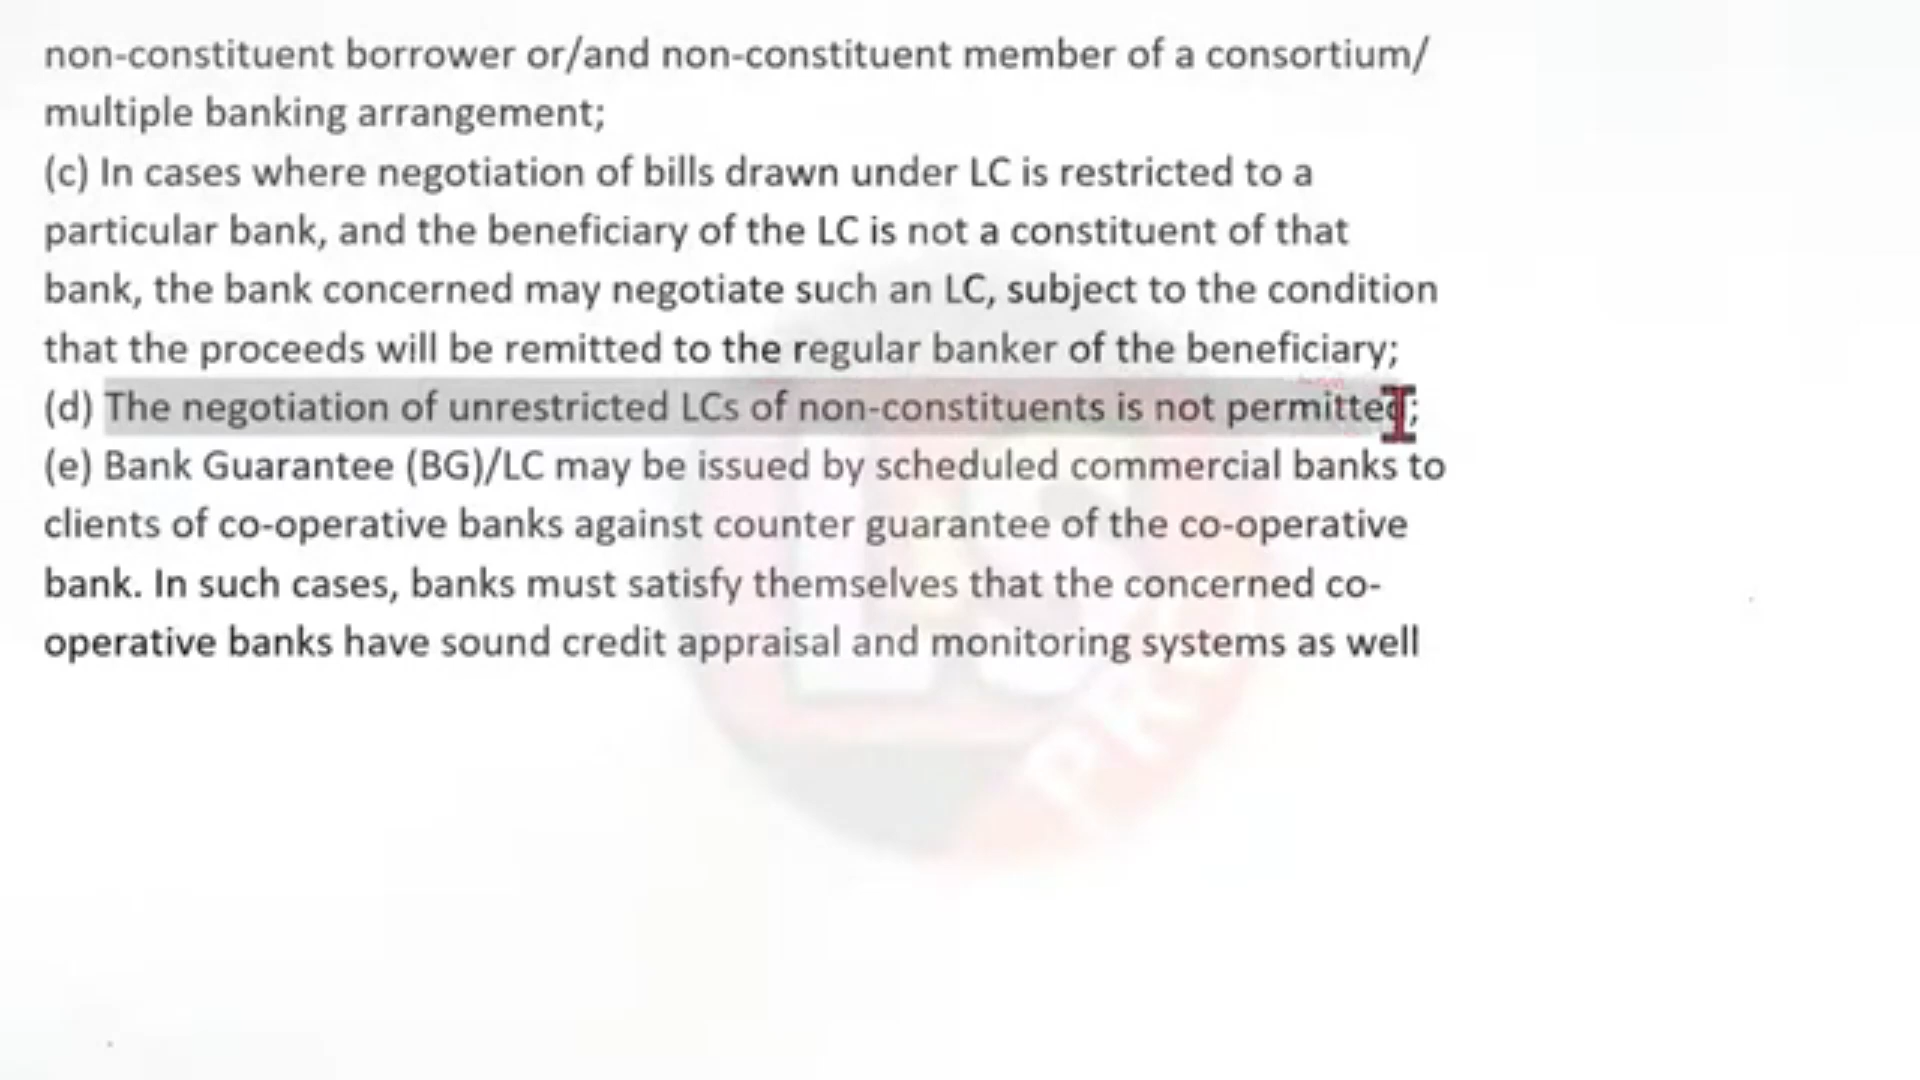 non-constituent borrower or/and non-constituent member of a consortium/
multiple banking arrangement;
(c) In cases where negotiation of bills drawn under LC is restricted to a
particular bank, and the beneficiary of the LC is not a constituent of that
bank, the bank concerned may negotiate such an LC, subject to the condition
that the proceeds will be remitted to the regular banker of the beneficiary;
(d) The negotiation of unrestricted LCs of non-constituents is not permitted;
(e) Bank Guarantee (BG)/LC may be issued by scheduled commercial banks to
clients of co-operative banks against counter guarantee of the co-operative
bank. In such cases, banks must satisfy themselves that the concerned co-
operative banks have sound credit appraisal and monitoring systems as well